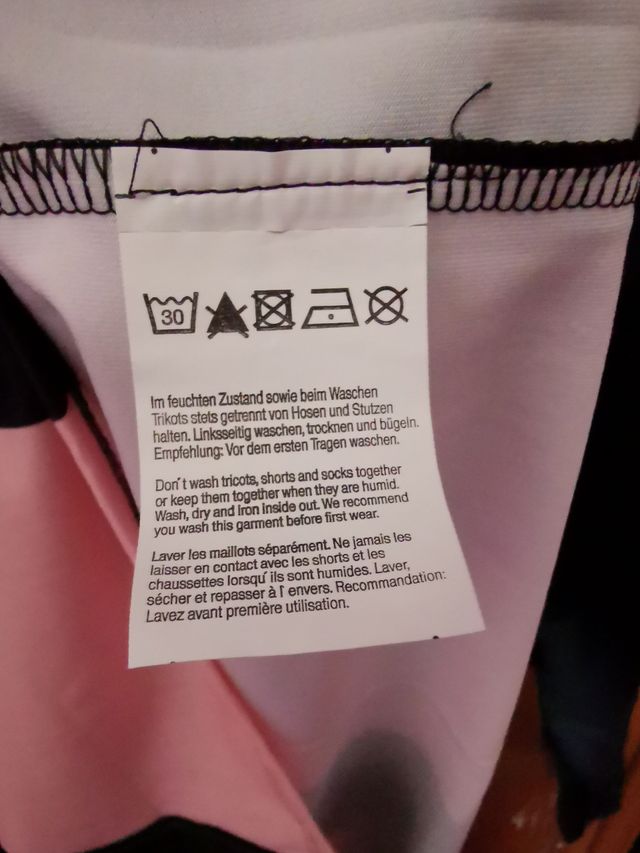 30
Im feuchten Zustand sowie beim Waschen
Trikots stets getrennt von Hosen und Stutzen
halten. Linksseitig waschen, trocknen und bügeln.
Empfehlung: Vor dem ersten Tragen waschen.
Don't wash tricots, shorts and socks together
or keep them together when they are humid.
Wash, dry and iron inside out. We recommend
you wash this garment before first wear.
Laver les maillots séparément. Ne jamais les
laisser en contact avec les shorts et les
chaussettes lorsqu' ils sont humides. Laver,
sécher et repasser à l' envers. Recommandation:
Lavez avant première utilisation.